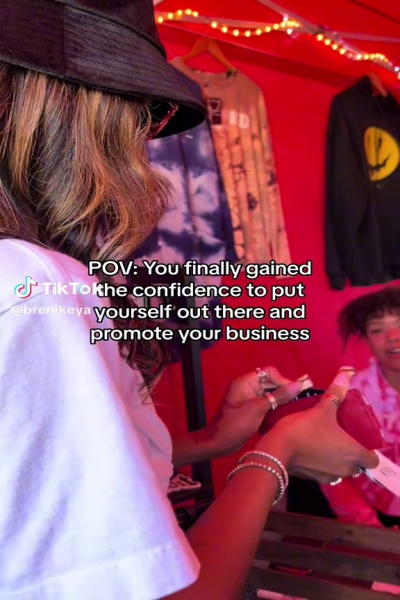 POV: You finally gained
the confidence to put
yourself out there and
promote your business
TikTok
@brenikeya